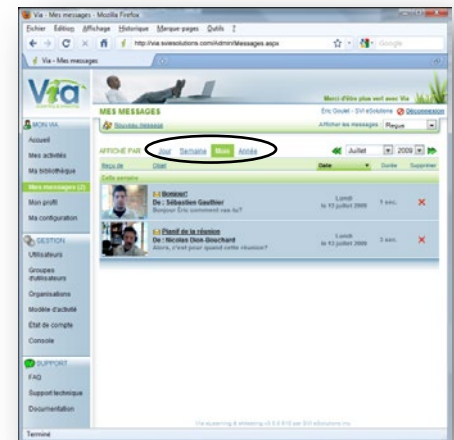 Via - Mes messages - Mozilla Firefox
Fichier Édition Affichage Historique Marque-pages Outils ?
http://via.sviesolutions.com/Admin/Messages.aspx
Google
Via - Mes messages
Via
Merci d'être plus vert avec Via
MES MESSAGES
Éric Goulet - SVI eSolutions Déconnexion
Nouveau message
Afficher les messages Reçus
MON VIA
Accueil
Mes activités
Ma bibliothèque
Mes messages (2)
Mon profil
Ma configuration
GESTION
Utilisateurs
Groupes d'utilisateurs
Organisations
Modèle d'activité
État de compte
Console
SUPPORT
FAQ
Support technique
Documentation
AFFICHÉ PAR Jour Semaine Mois Année
Juillet 2009
Reçu de Objet Date Durée Supprimer
Cette semaine
Bonjour!
De : Sébastien Gauthier
Bonjour Éric comment vas-tu?
Lundi
le 13 juillet 2009
1 sec.
Planif de la réunion
De : Nicolas Dion-Bouchard
Alors, c'est pour quand cette réunion?
Lundi
le 13 juillet 2009
3 sec.
Terminé